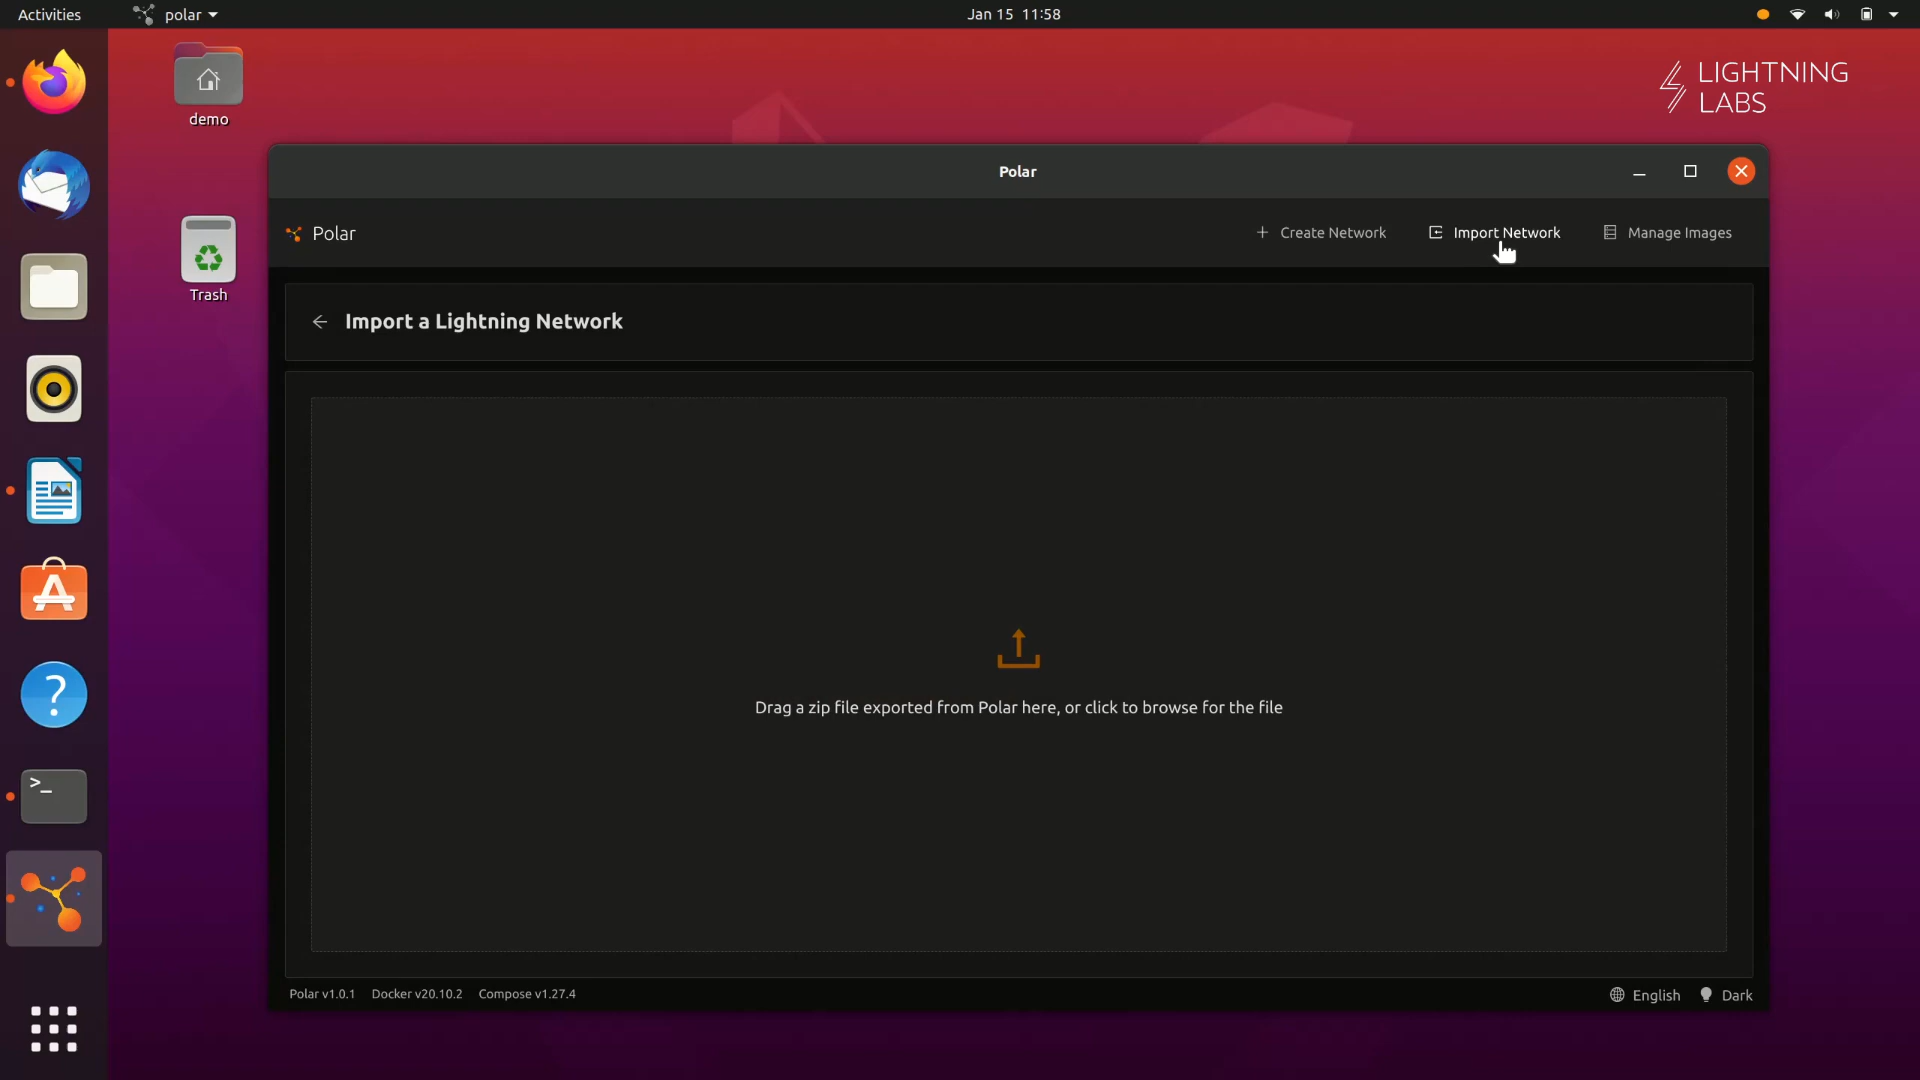 Activities
polar
Jan 15 11:58
LIGHTNING
LABS
demo
Trash
Polar
Polar
Create Network
Import Network
Manage Images
Import a Lightning Network
Drag a zip file exported from Polar here, or click to browse for the file
Polar v1.0.1 Docker v20.10.2 Compose v1.27.4
English
Dark